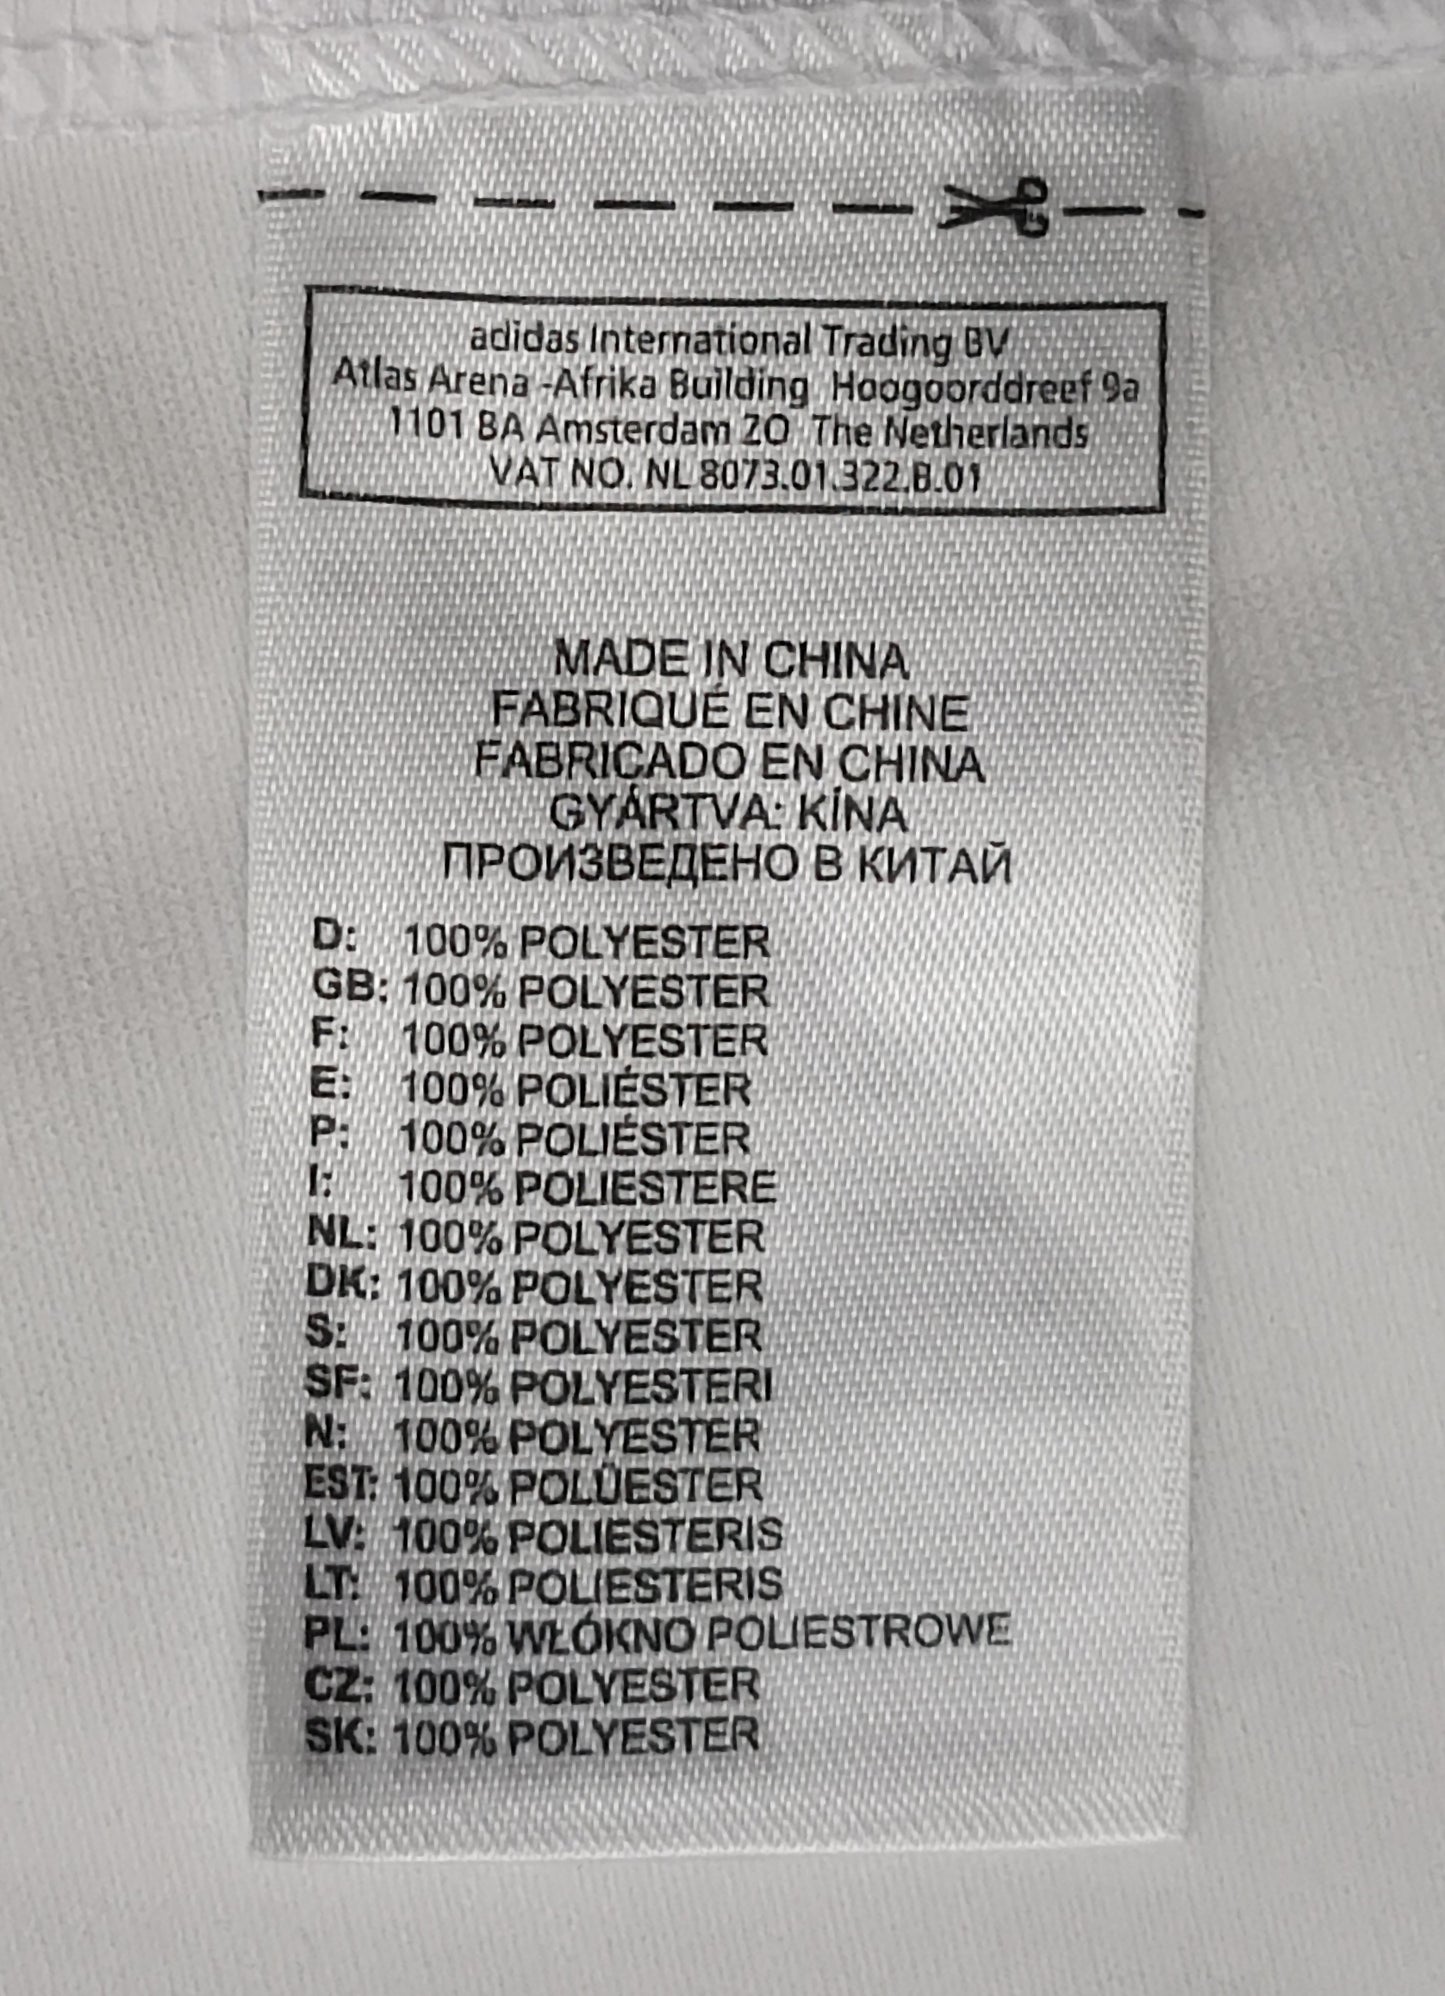 adidas International Trading BV
Atlas Arena -Afrika Building Hoogoorddreef 9a
1101 BA Amsterdam ZO The Netherlands
VAT NO. NL 8073.01.322.B.01
MADE IN CHINA
FABRIQUÉ EN CHINE
FABRICADO EN CHINA
GYÁRTVA: KÍNA
ПРОИЗВЕДЕНО В КИТАЙ
D: 100% POLYESTER
GB: 100% POLYESTER
F: 100% POLYESTER
E: 100% POLIÉSTER
P: 100% POLIÉSTER
I: 100% POLIESTERE
NL: 100% POLYESTER
DK: 100% POLYESTER
S: 100% POLYESTER
SF: 100% POLYESTERI
N: 100% POLYESTER
EST: 100% POLÜESTER
LV: 100% POLIESTERIS
LT: 100% POLIESTERIS
PL: 100% WŁÓKNO POLIESTROWE
CZ: 100% POLYESTER
SK: 100% POLYESTER